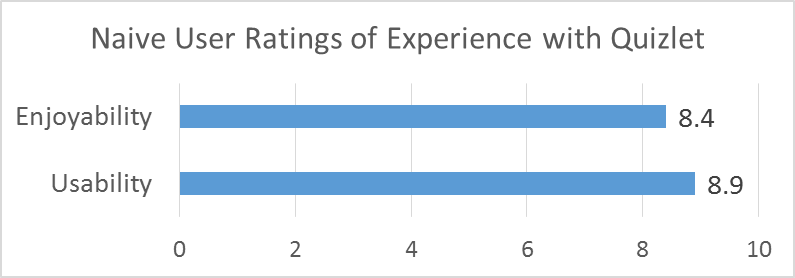 Naive User Ratings of Experience with Quizlet
Enjoyability 8.4
Usability 8.9
0 2 4 6 8 10